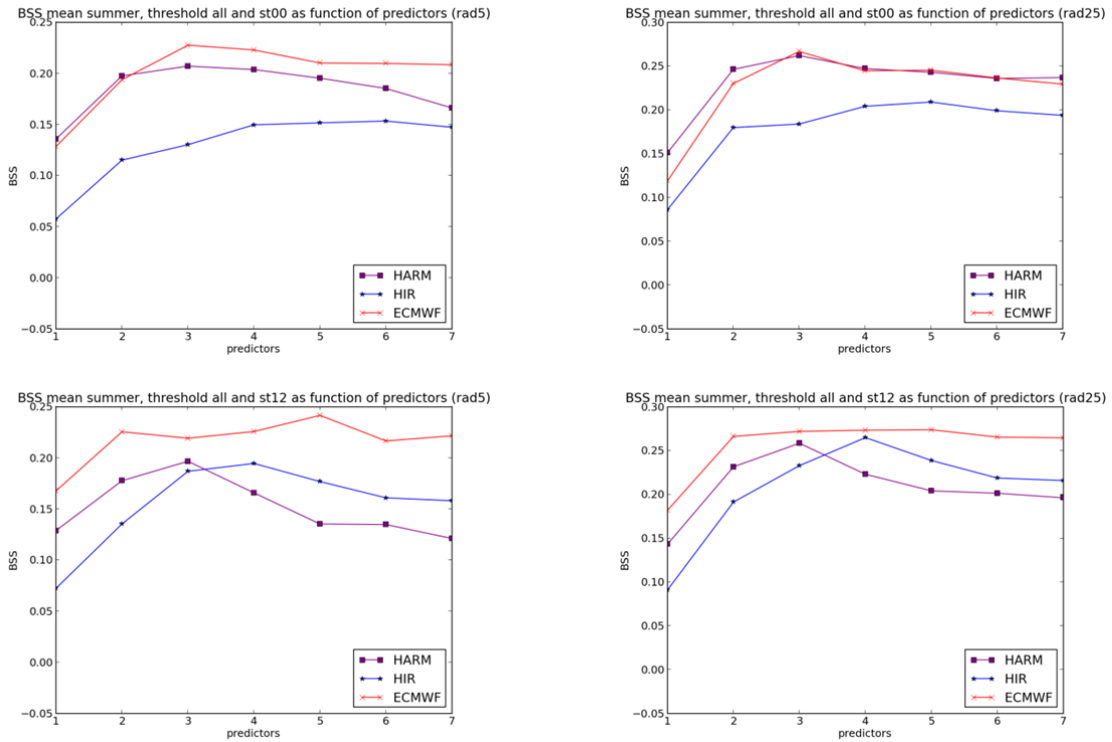 BSS mean summer, threshold all and st00 as function of predictors (rad5)
0.25
0.20
0.15
0.10
0.05
0.00
−0.05
BSS
1 2 3 4 5 6 7
predictors
HARM
HIR
ECMWF
BSS mean summer, threshold all and st00 as function of predictors (rad25)
0.30
0.25
0.20
0.15
0.10
0.05
0.00
−0.05
BSS
1 2 3 4 5 6 7
predictors
HARM
HIR
ECMWF
BSS mean summer, threshold all and st12 as function of predictors (rad5)
0.25
0.20
0.15
0.10
0.05
0.00
−0.05
BSS
1 2 3 4 5 6 7
predictors
HARM
HIR
ECMWF
BSS mean summer, threshold all and st12 as function of predictors (rad25)
0.30
0.25
0.20
0.15
0.10
0.05
0.00
−0.05
BSS
1 2 3 4 5 6 7
predictors
HARM
HIR
ECMWF